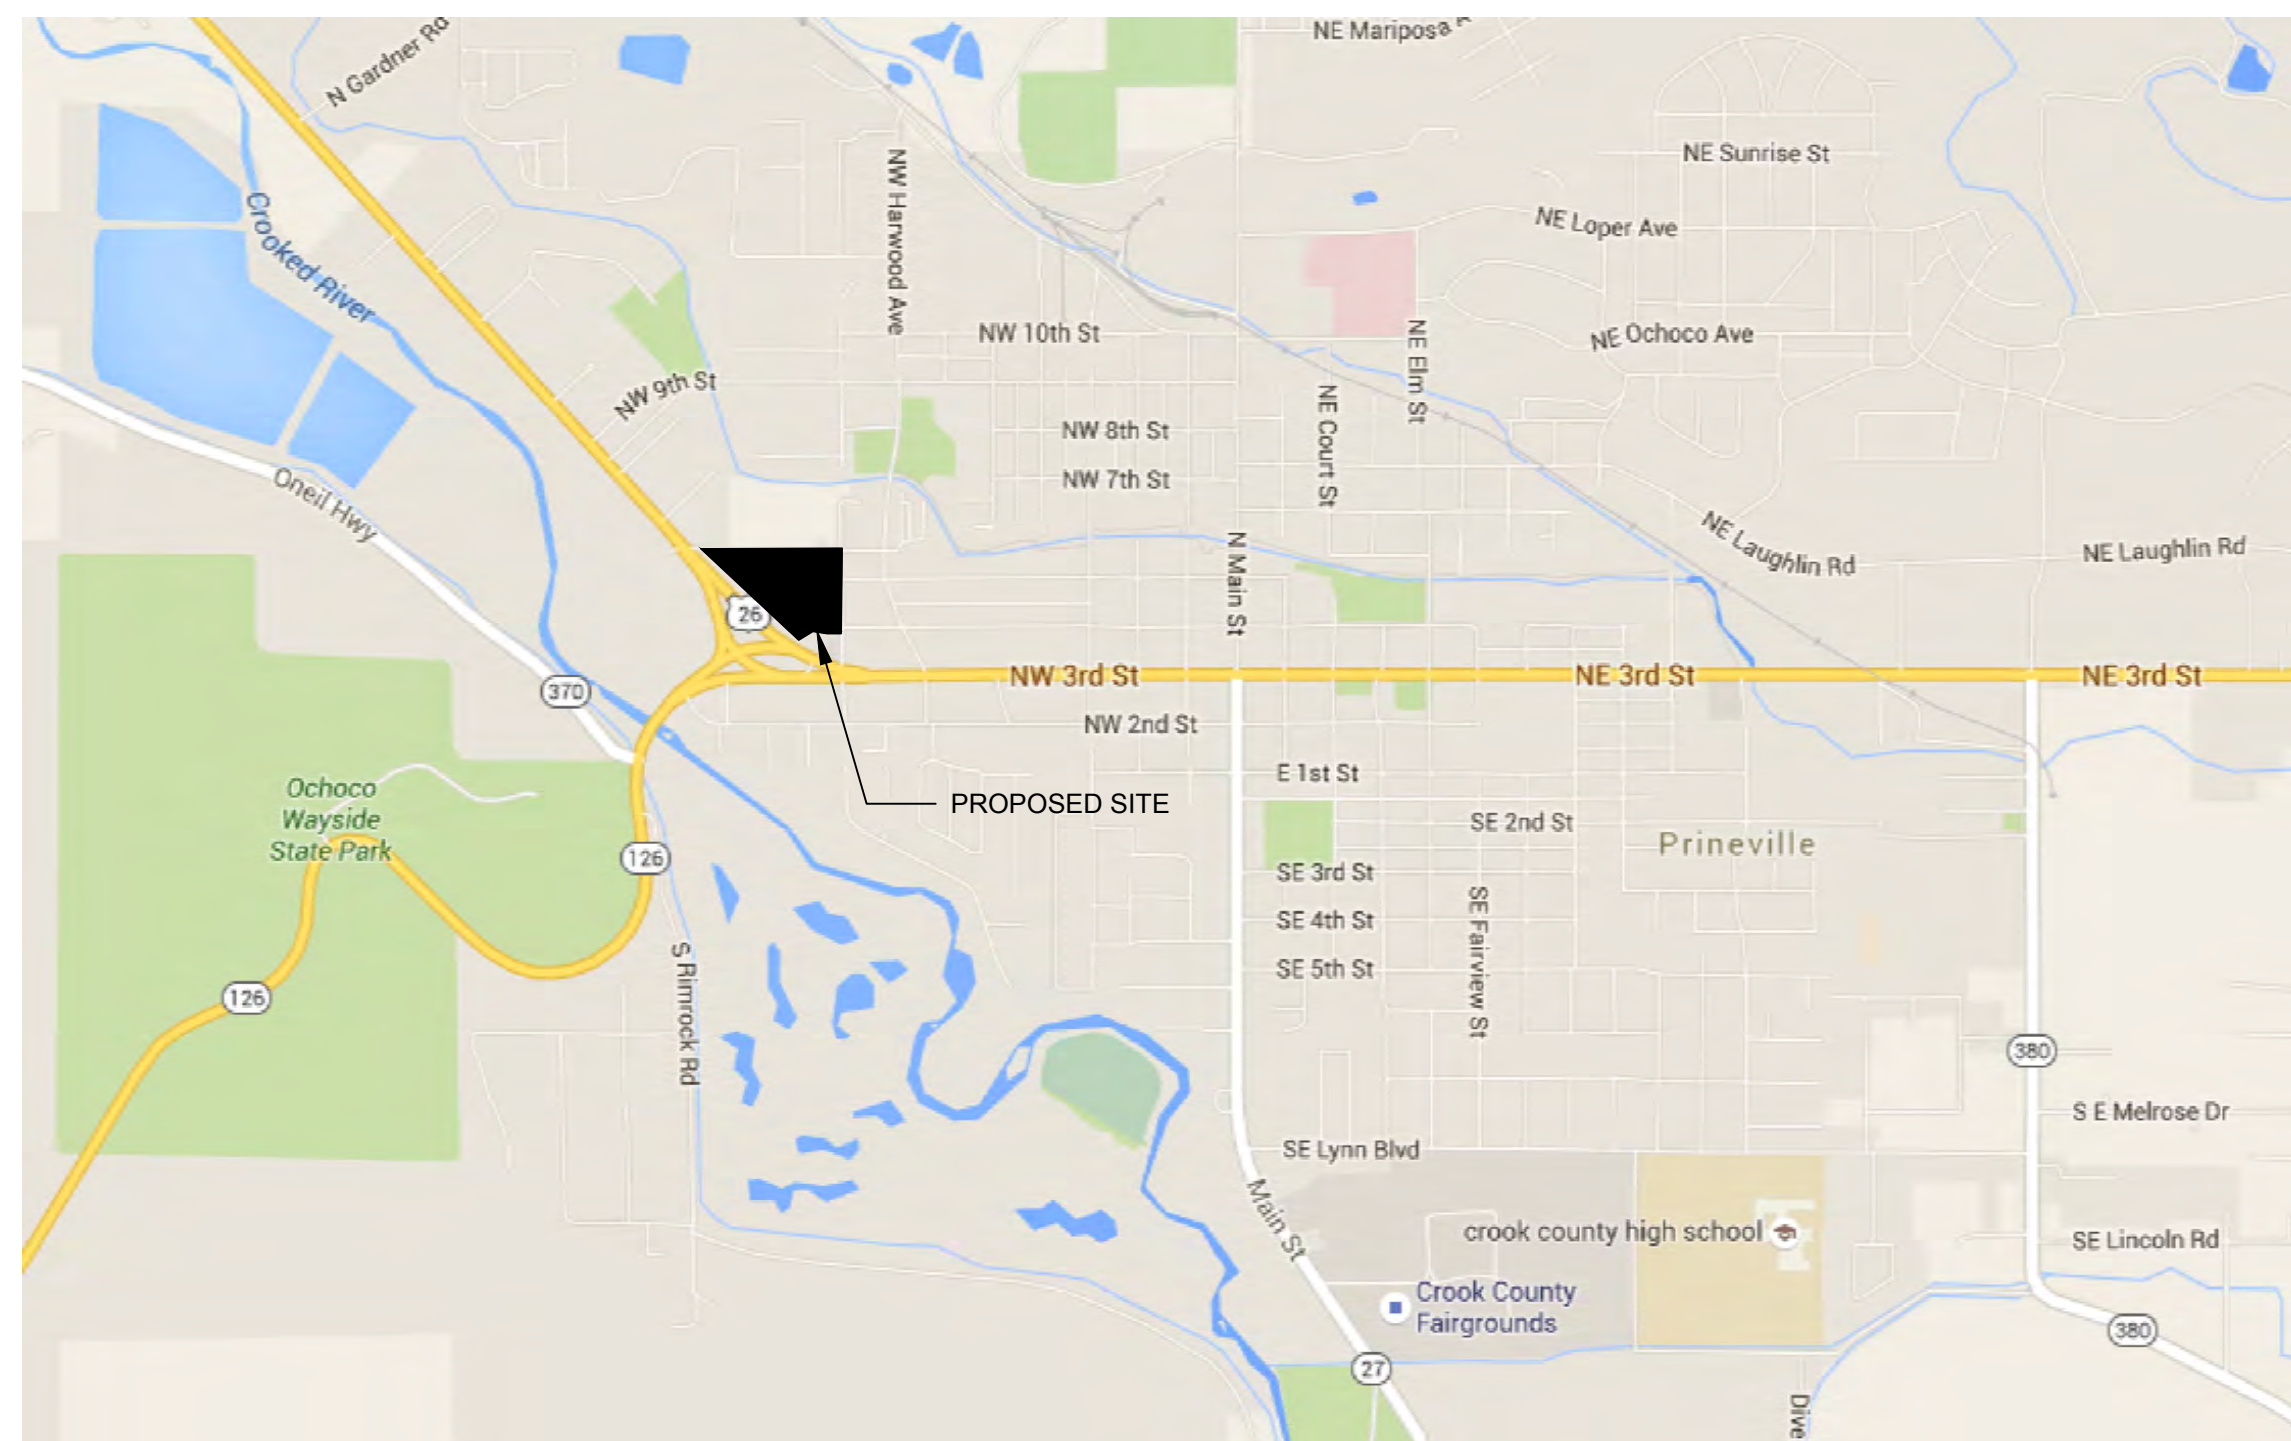 N Gardner Rd
NE Mariposa
NE Sunrise St
Crooked River
NW Harwood Ave
NE Loper Ave
NW 10th St
NE Elm St
NE Ochoco Ave
NW 9th St
NE Court St
NW 8th St
NW 7th St
Oneil Hwy
N Main St
NE Laughlin Rd
NE Laughlin Rd
26
370
NW 3rd St
NE 3rd St
NE 3rd St
NW 2nd St
E 1st St
Ochoco
Wayside
State Park
PROPOSED SITE
SE 2nd St
Prineville
126
SE 3rd St
SE 4th St
SE Fairview St
SE 5th St
126
S Rimrock Rd
380
S E Melrose Dr
SE Lynn Blvd
Main St
crook county high school
SE Lincoln Rd
Crook County
Fairgrounds
380
27
Dive